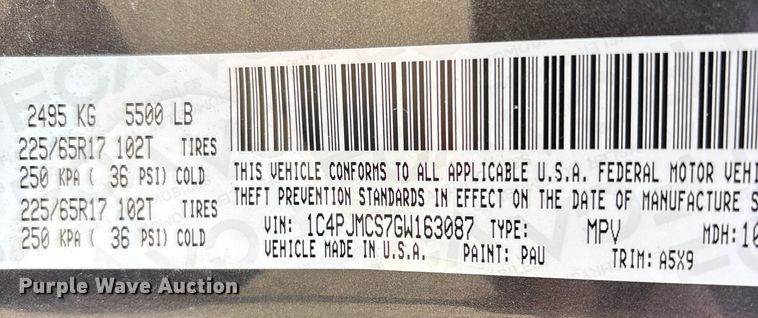 2495 KG 5500 LB
225/65R17 102T TIRES
250 KPA ( 36 PSI) COLD
225/65R17 102T TIRES
250 KPA ( 36 PSI) COLD
THIS VEHICLE CONFORMS TO ALL APPLICABLE U.S.A. FEDERAL MOTOR VEHI
THEFT PREVENTION STANDARDS IN EFFECT ON THE DATE OF MANUFACTURE S
VIN: 1C4PJMCS7GW163087 TYPE: MPV MDH:10
VEHICLE MADE IN U.S.A. PAINT: PAU TRIM: A5X9
Purple Wave Auction